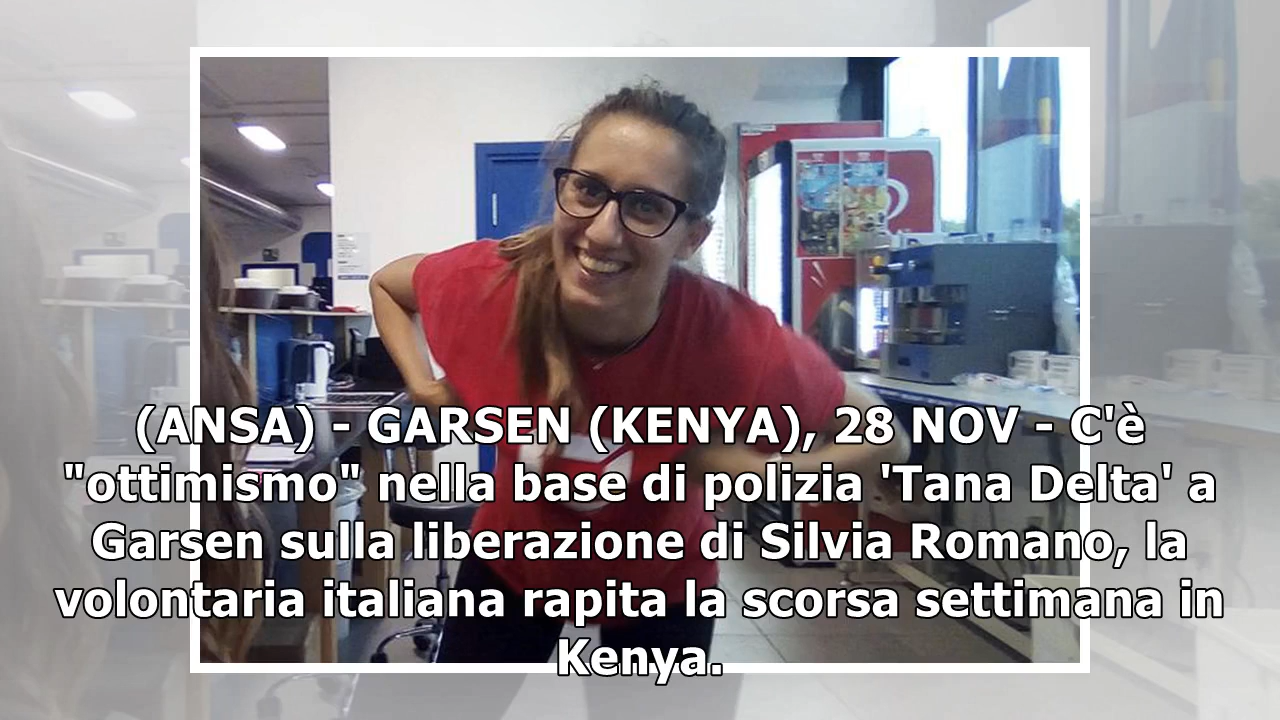 (ANSA) - GARSEN (KENYA), 28 NOV - C'è
"ottimismo" nella base di polizia 'Tana Delta' a
Garsen sulla liberazione di Silvia Romano, la
volontaria italiana rapita la scorsa settimana in
Kenya.